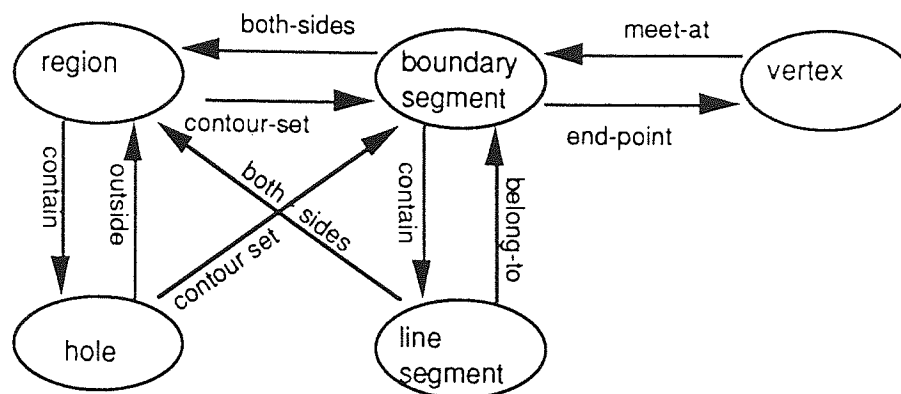 both-sides
meet-at
region
boundary
segment
vertex
contour-set
end-point
contain
outside
both - sides
contour set
contain
belong-to
hole
line
segment